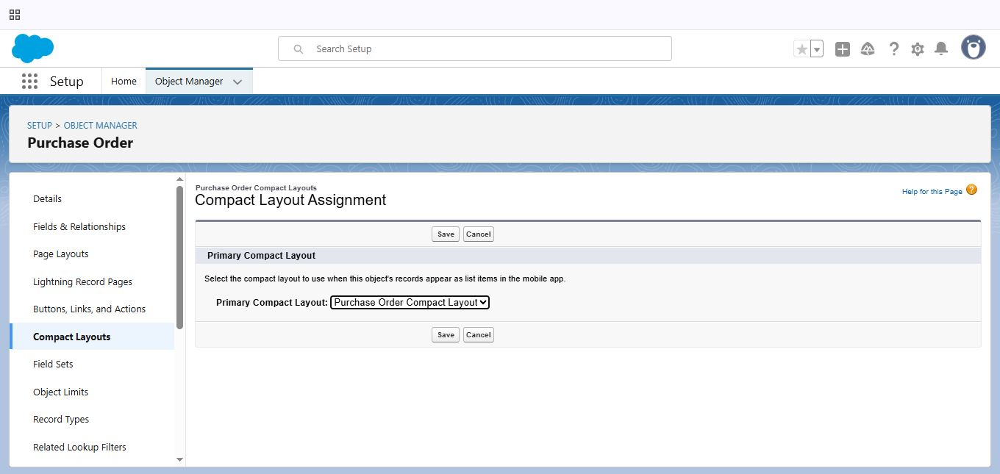 Search Setup
Setup
Home
Object Manager
SETUP > OBJECT MANAGER
Purchase Order
Details
Fields & Relationships
Page Layouts
Lightning Record Pages
Buttons, Links, and Actions
Compact Layouts
Field Sets
Object Limits
Record Types
Related Lookup Filters
Purchase Order Compact Layouts
Compact Layout Assignment
Help for this Page ?
Save Cancel
Primary Compact Layout
Select the compact layout to use when this object's records appear as list items in the mobile app.
Primary Compact Layout: Purchase Order Compact Layout
Save Cancel